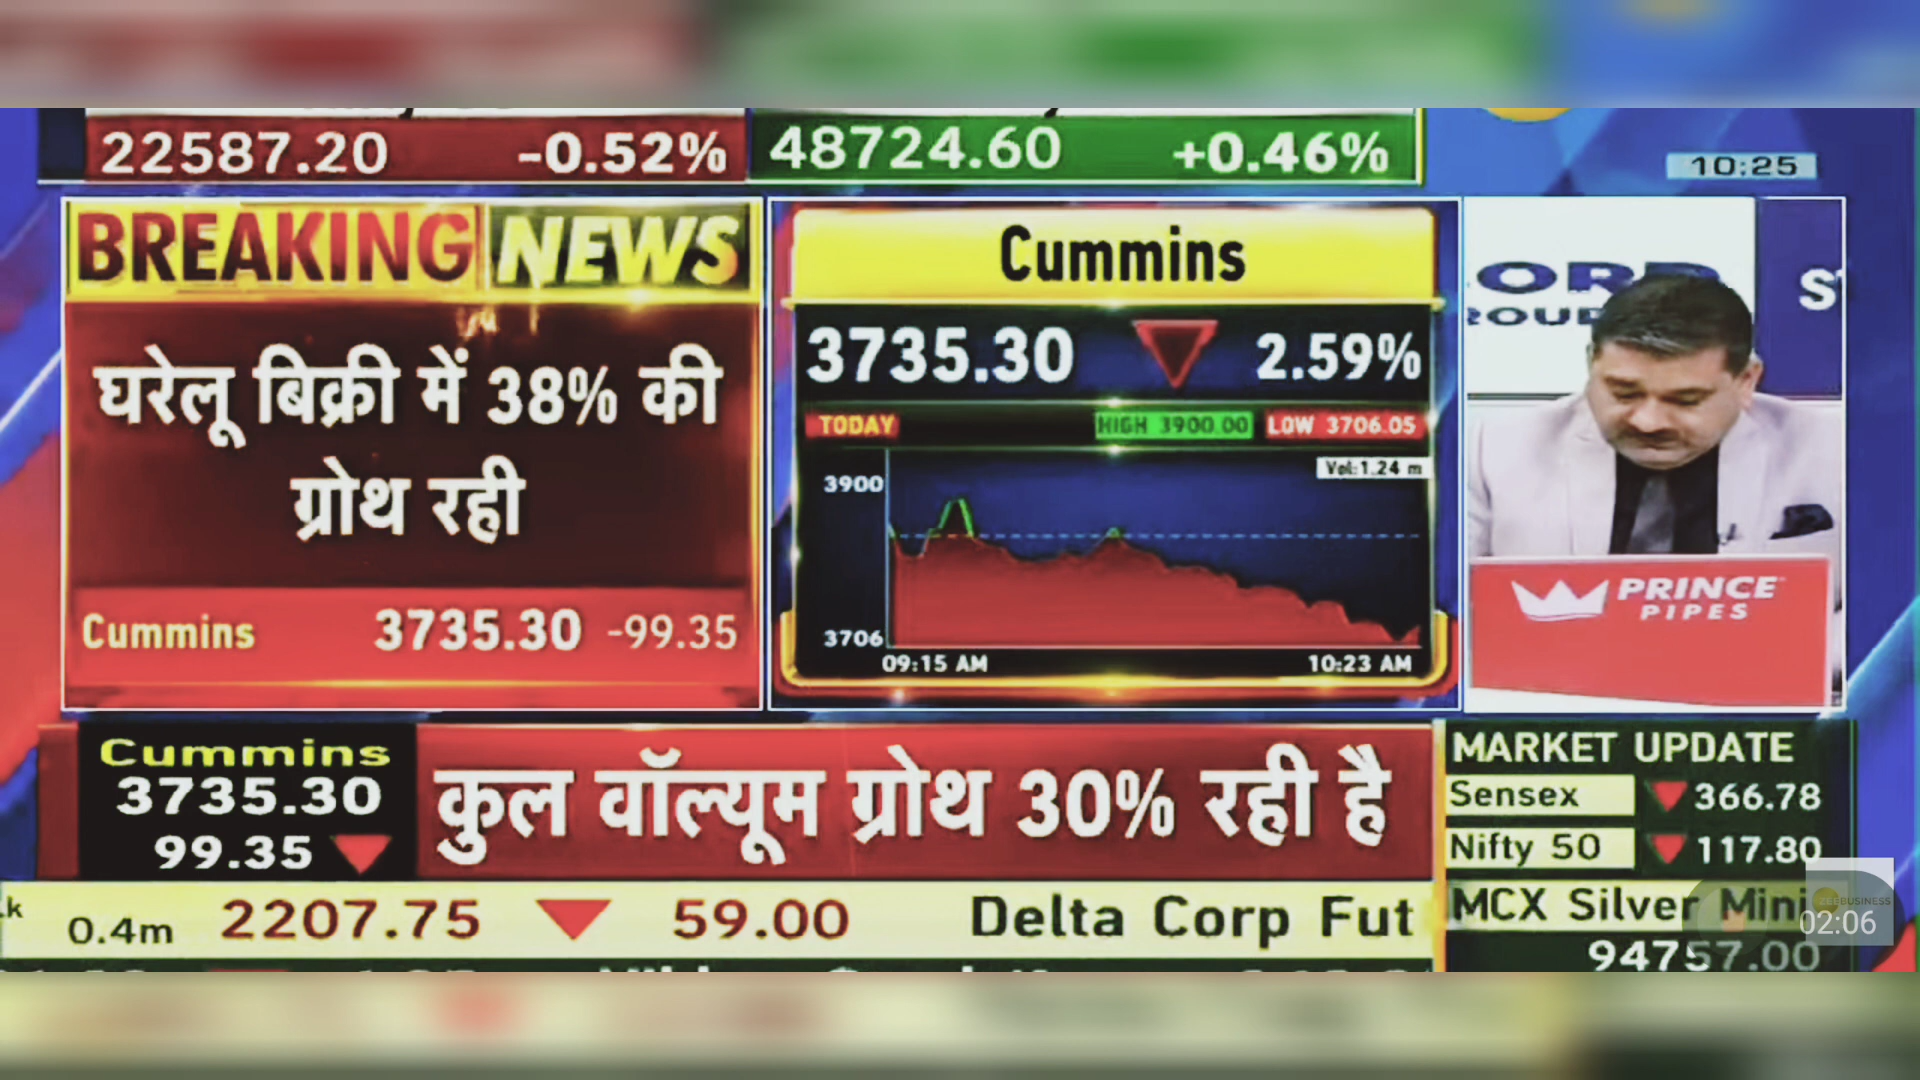 22587.20 -0.52%
48724.60 +0.46%
10:25
BREAKING NEWS
घरेलू बिक्री में 38% की
ग्रोथ रही
Cummins 3735.30 -99.35
Cummins
3735.30 2.59%
TODAY HIGH 3900.00 LOW 3706.05
Vol:1.24 m
3900
3706
09:15 AM 10:23 AM
PRINCE
PIPES
Cummins
3735.30
99.35
कुल वॉल्यूम ग्रोथ 30% रही है
MARKET UPDATE
Sensex 366.78
Nifty 50 117.80
MCX Silver Mini
94757.00
ZEEBUSINESS
02:06
0.4m 2207.75 59.00 Delta Corp Fut